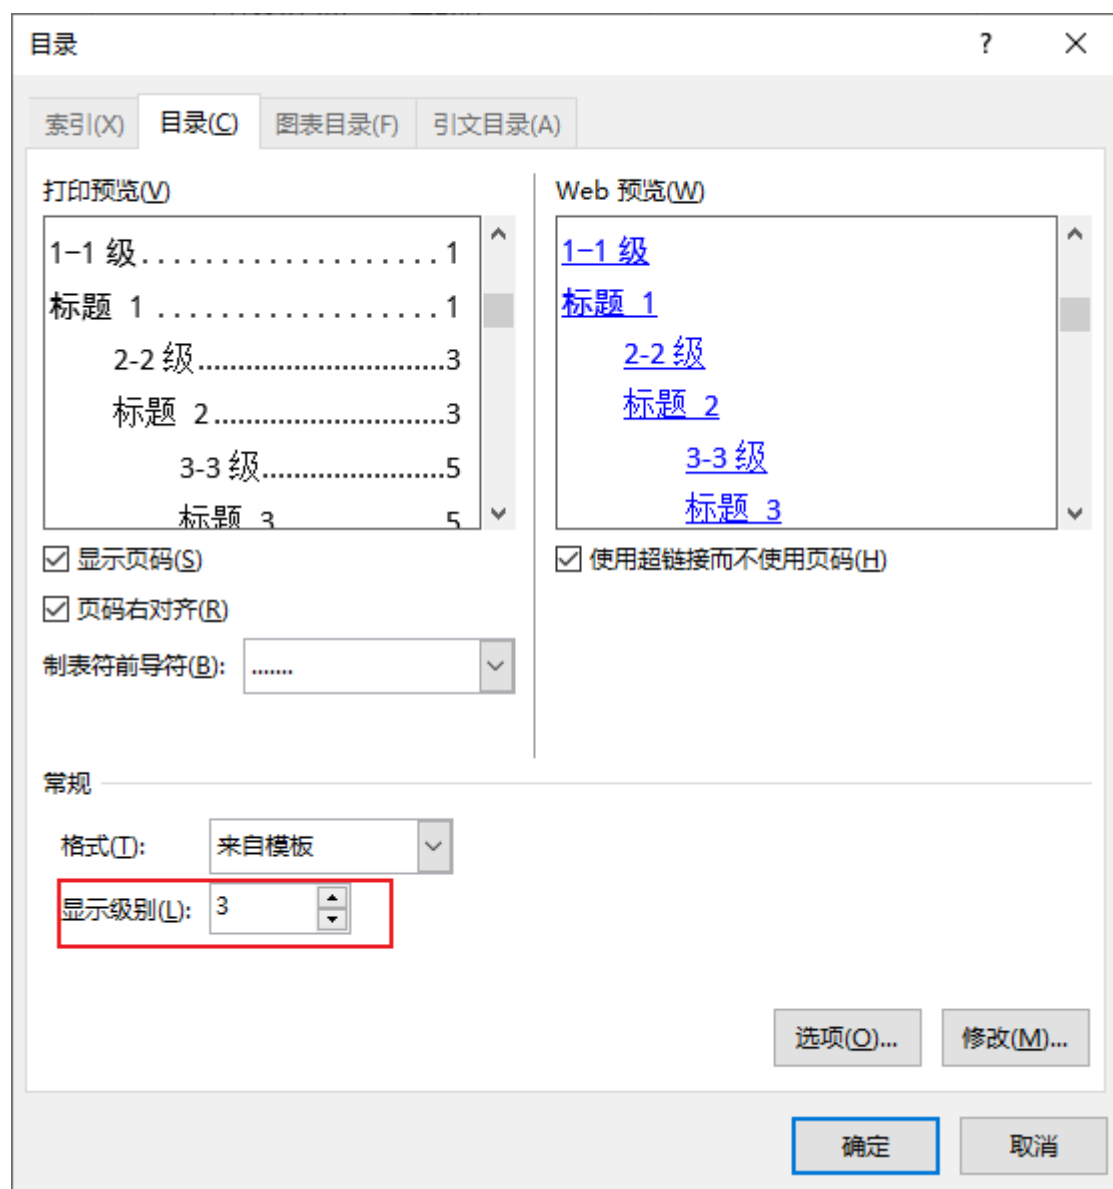 目录
?
索引(X) 目录(C) 图表目录(F) 引文目录(A)
打印预览(V)
1-1 级....................1
标题 1....................1
2-2 级............................3
标题 2..........................3
3-3 级.....................5
标题 3 5
显示页码(S)
页码右对齐(R)
制表符前导符(B): .......
Web 预览(W)
1-1 级
标题 1
2-2 级
标题 2
3-3 级
标题 3
使用超链接而不使用页码(H)
常规
格式(T): 来自模板
显示级别(L): 3
选项(O)... 修改(M)...
确定 取消